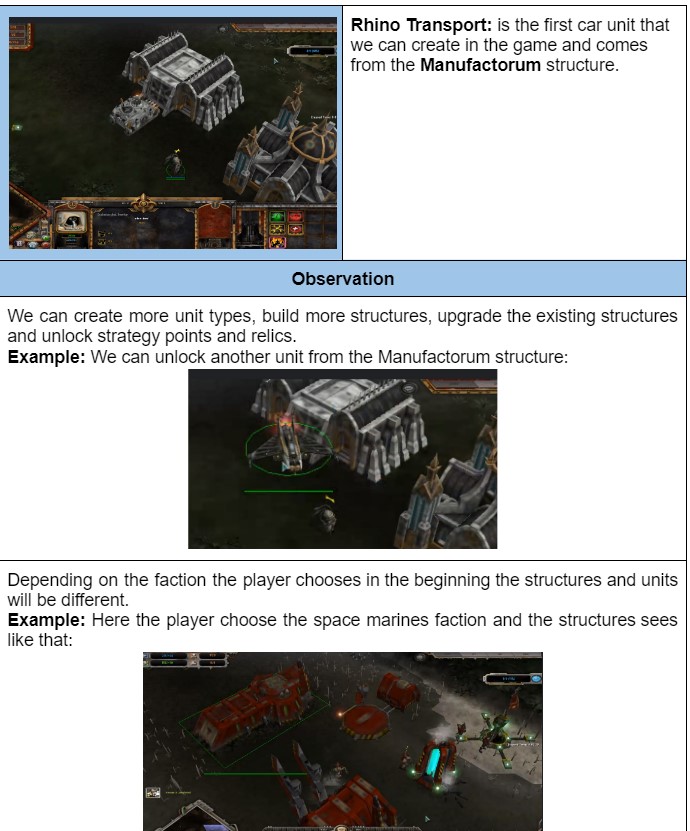 Rhino Transport: is the first car unit that
we can create in the game and comes
from the Manufactorum structure.
Observation
We can create more unit types, build more structures, upgrade the existing structures
and unlock strategy points and relics.
Example: We can unlock another unit from the Manufactorum structure:
Depending on the faction the player chooses in the beginning the structures and units
will be different.
Example: Here the player choose the space marines faction and the structures sees
like that: